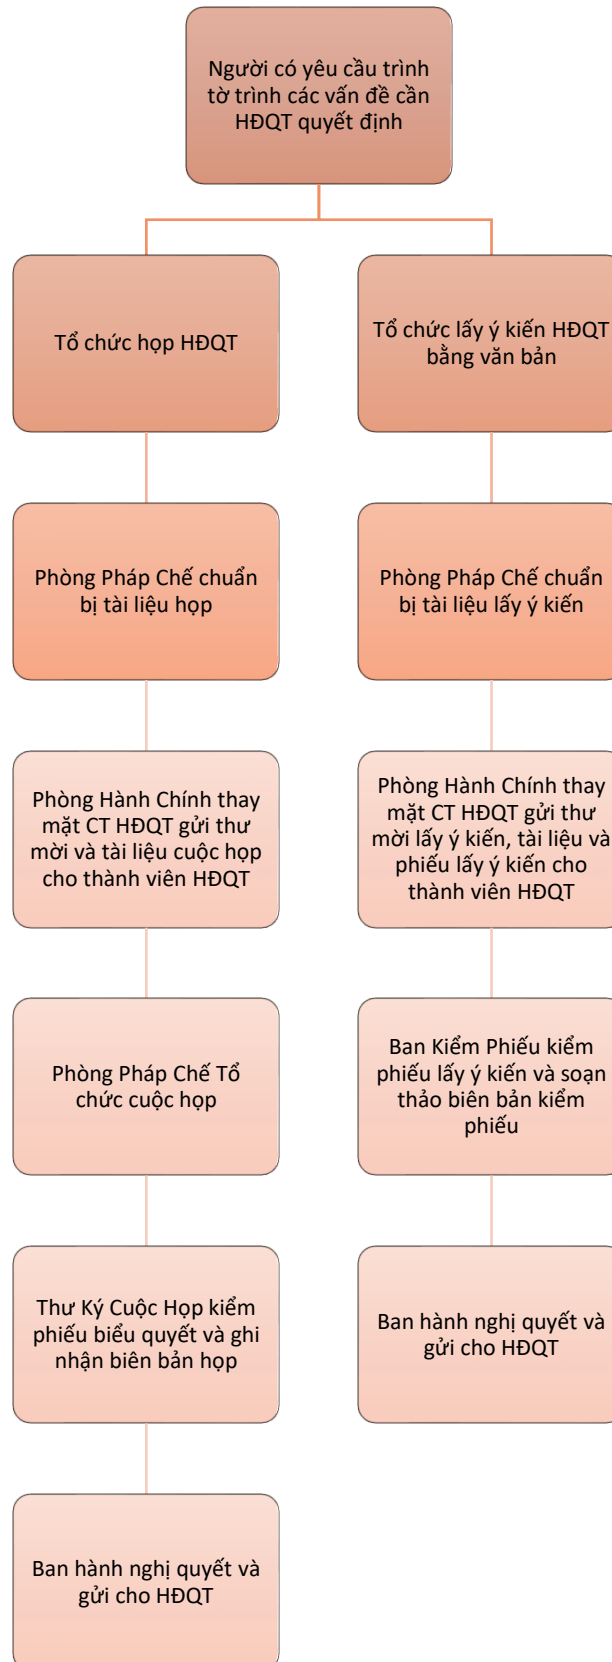 Người có yêu cầu trình
tờ trình các vấn đề cần
HĐQT quyết định
Tổ chức họp HĐQT
Tổ chức lấy ý kiến HĐQT
bằng văn bản
Phòng Pháp Chế chuẩn
bị tài liệu họp
Phòng Pháp Chế chuẩn
bị tài liệu lấy ý kiến
Phòng Hành Chính thay
mặt CT HĐQT gửi thư
mời và tài liệu cuộc họp
cho thành viên HĐQT
Phòng Hành Chính thay
mặt CT HĐQT gửi thư
mời lấy ý kiến, tài liệu và
phiếu lấy ý kiến cho
thành viên HĐQT
Phòng Pháp Chế Tổ
chức cuộc họp
Ban Kiểm Phiếu kiểm
phiếu lấy ý kiến và soạn
thảo biên bản kiểm
phiếu
Thư Ký Cuộc Họp kiểm
phiếu biểu quyết và ghi
nhận biên bản họp
Ban hành nghị quyết và
gửi cho HĐQT
Ban hành nghị quyết và
gửi cho HĐQT